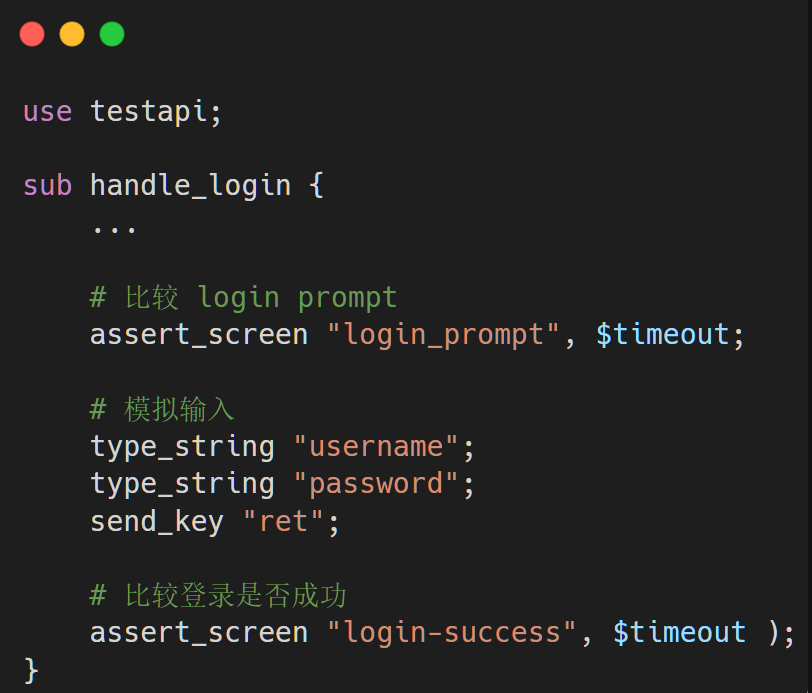 use testapi;
sub handle_login {
...
# 比较 login prompt
assert_screen "login_prompt", $timeout;
# 模拟输入
type_string "username";
type_string "password";
send_key "ret";
# 比较登录是否成功
assert_screen "login-success", $timeout );
}